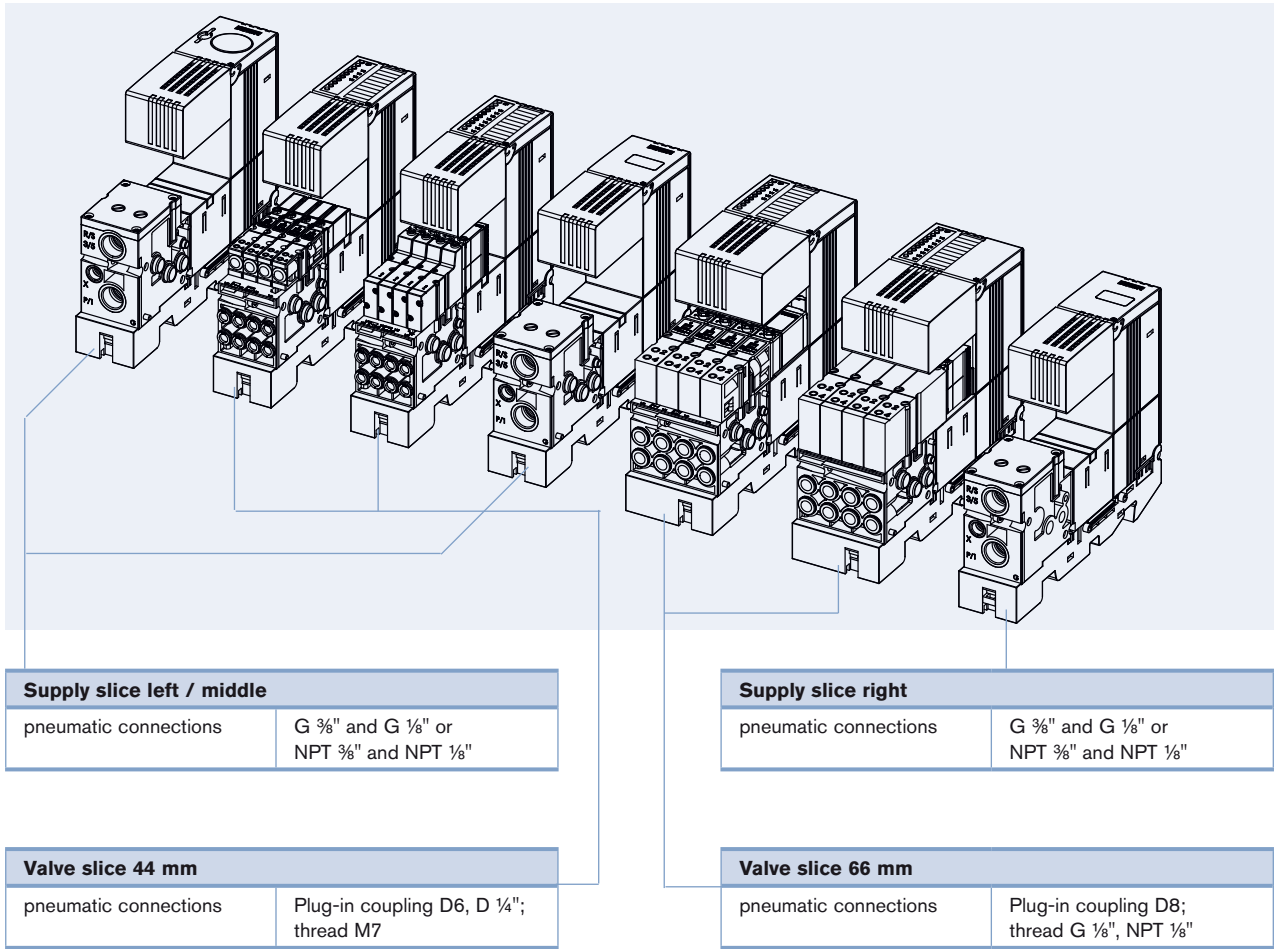 R/S
3/5
X
P/1
R/S
3/5
X
P/1
R/S
3/5
X
P/1
Supply slice left / middle
pneumatic connections
G ⅜" and G ⅛" or
NPT ⅜" and NPT ⅛"
Supply slice right
pneumatic connections
G ⅜" and G ⅛" or
NPT ⅜" and NPT ⅛"
Valve slice 44 mm
pneumatic connections
Plug-in coupling D6, D ¼";
thread M7
Valve slice 66 mm
pneumatic connections
Plug-in coupling D8;
thread G ⅛", NPT ⅛"